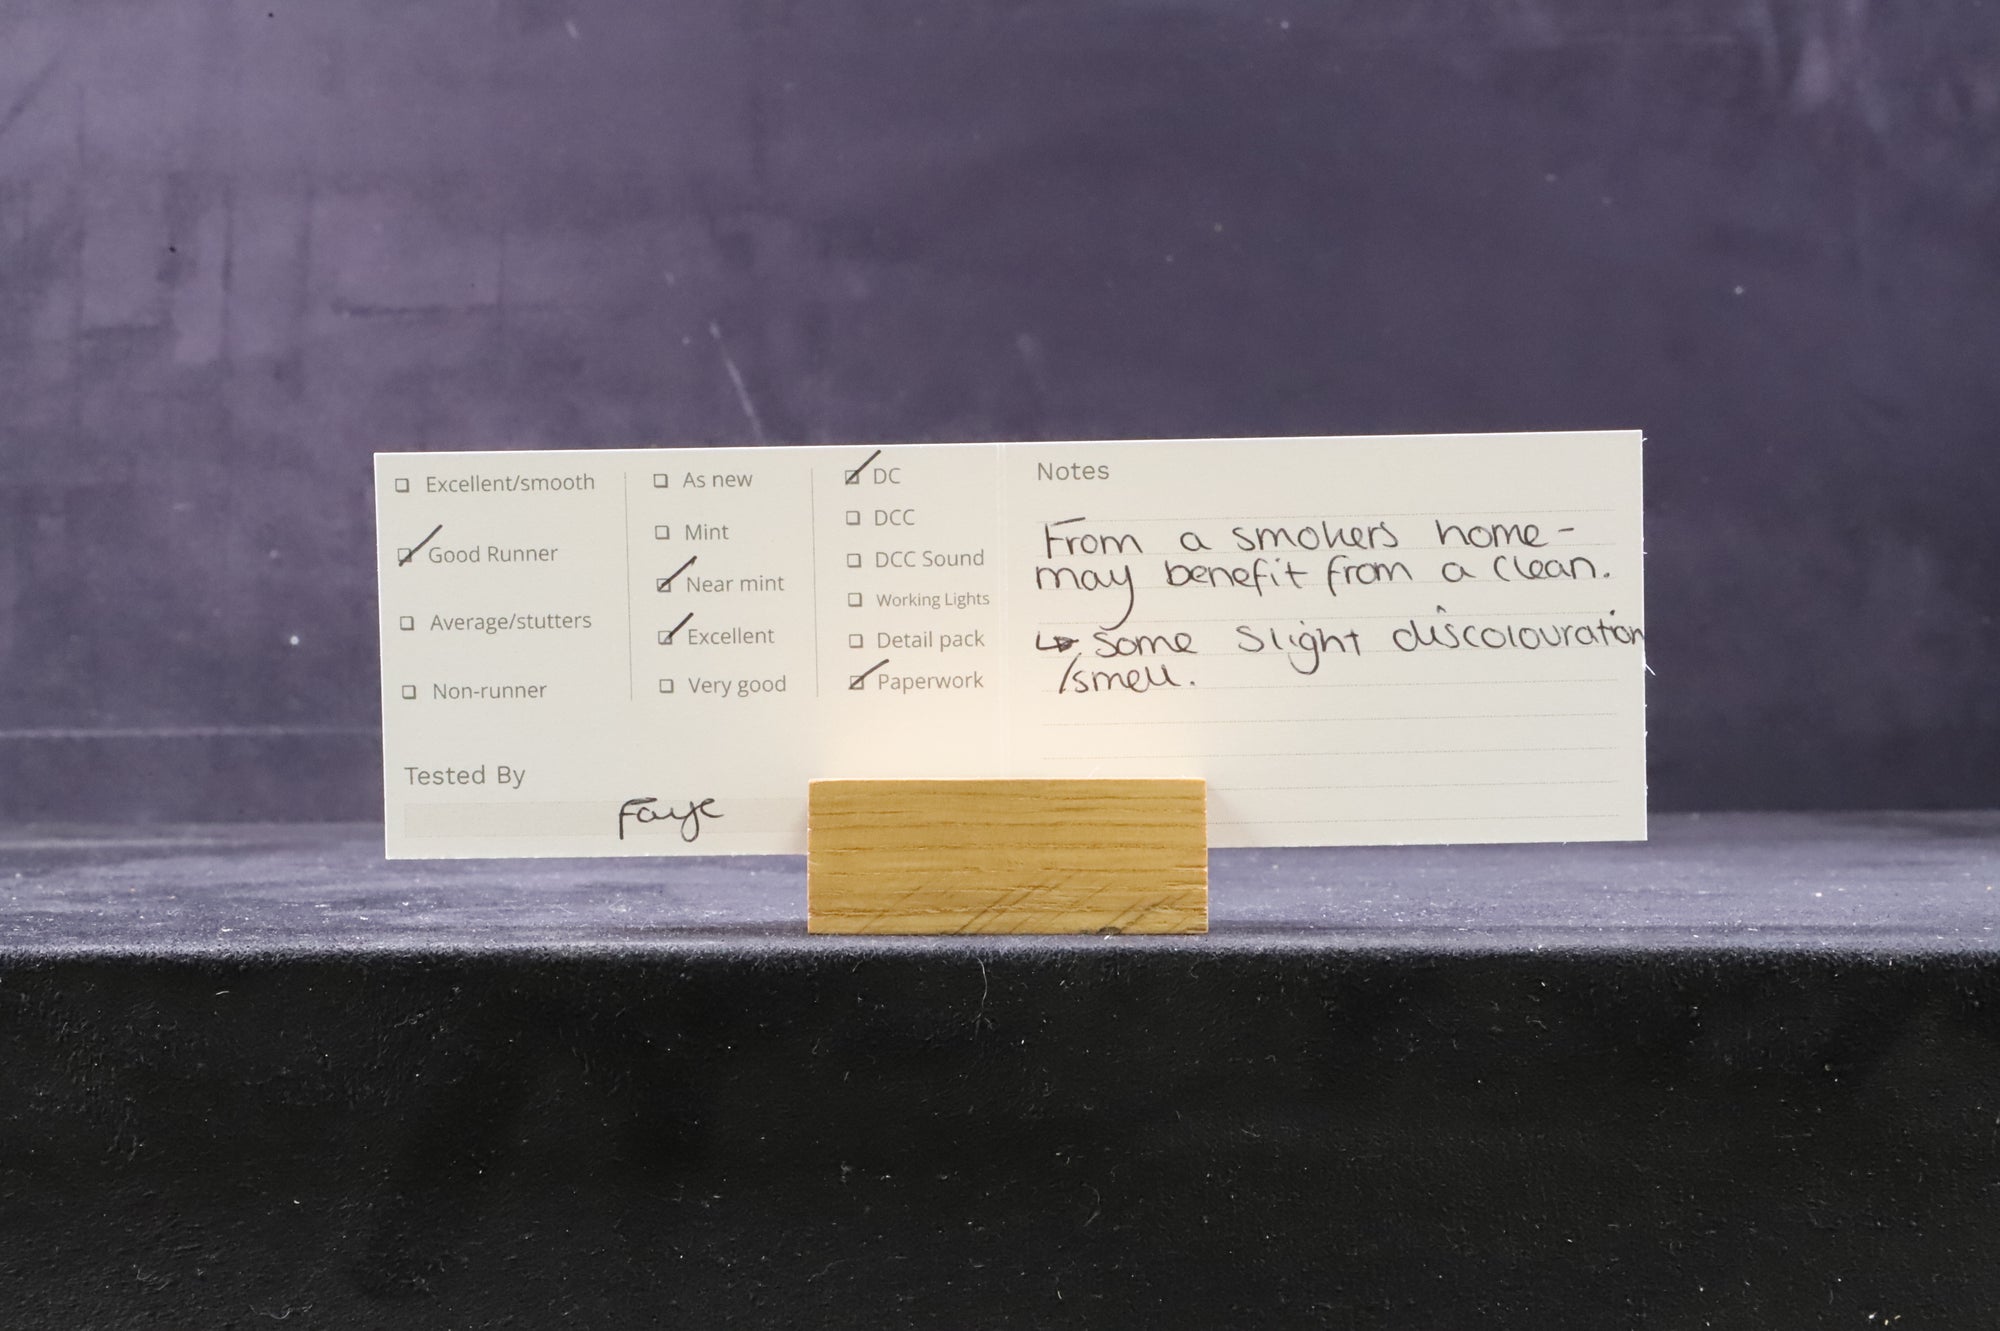 Excellent/smooth
Good Runner
Average/stutters
Non-runner
As new
Mint
Near mint
Excellent
Very good
DC
DCC
DCC Sound
Working Lights
Detail pack
Paperwork
Tested By
Faye
Notes
From a smokers home -
may benefit from a clean.
↳ some slight discolouration
/smell.